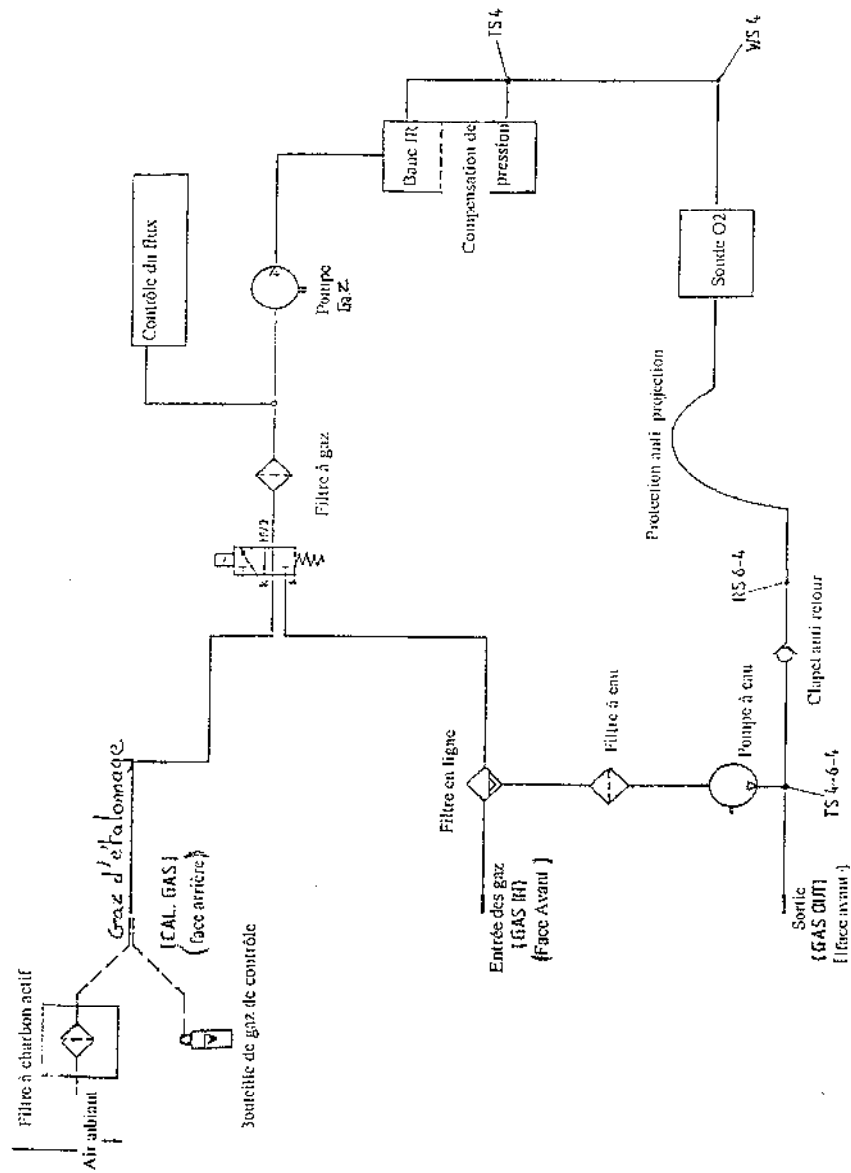 Filtre à charbon actif
Air ambiant
Bouteille de gaz de contrôle
Gaz d'étalonnage
[CAL. GAS]
(face arrière)
Contrôle du flux
Filtre à gaz
Pompe
Gaz
Banc IR
Compensation de
pression
TS 4
WS 4
Sonde O2
Protection anti projection
RS 6-4
Clapet anti retour
Filtre en ligne
Filtre à eau
Pompe à eau
TS 4-6-4
Entrée des gaz
[GAS IN]
(Face Avant)
Sortie
[GAS OUT]
[face avant]